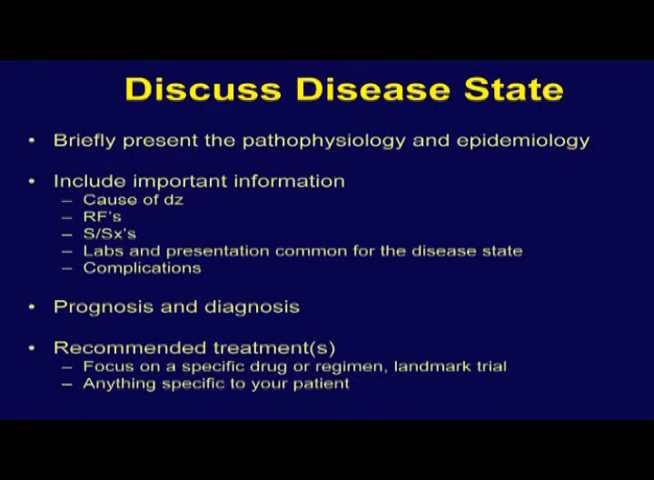 Discuss Disease State
• Briefly present the pathophysiology and epidemiology
• Include important information
– Cause of dz
– RF's
– S/Sx's
– Labs and presentation common for the disease state
– Complications
• Prognosis and diagnosis
• Recommended treatment(s)
– Focus on a specific drug or regimen, landmark trial
– Anything specific to your patient